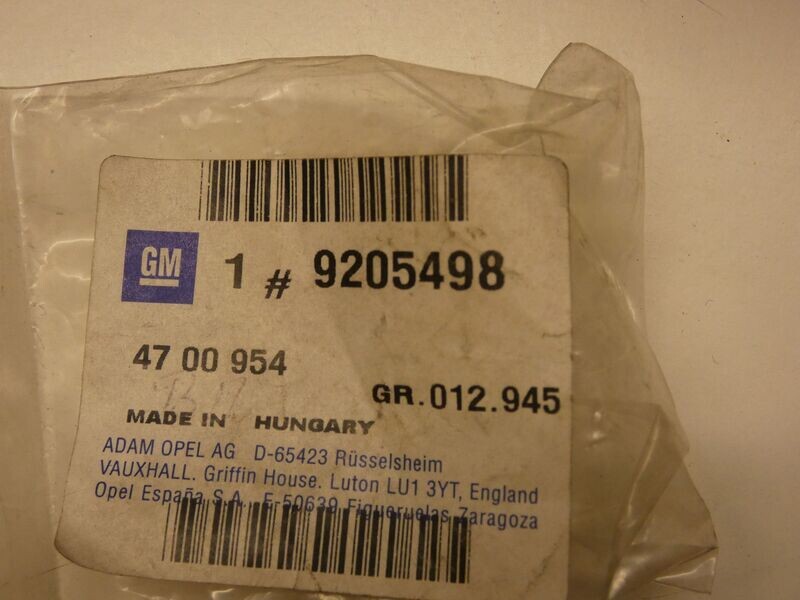 GM 1 # 9205498
47 00 954
GR.012.945
MADE IN HUNGARY
ADAM OPEL AG D-65423 Rüsselsheim
VAUXHALL. Griffin House. Luton LU1 3YT, England
Opel España S.A. E-50639 Figueruelas Zaragoza